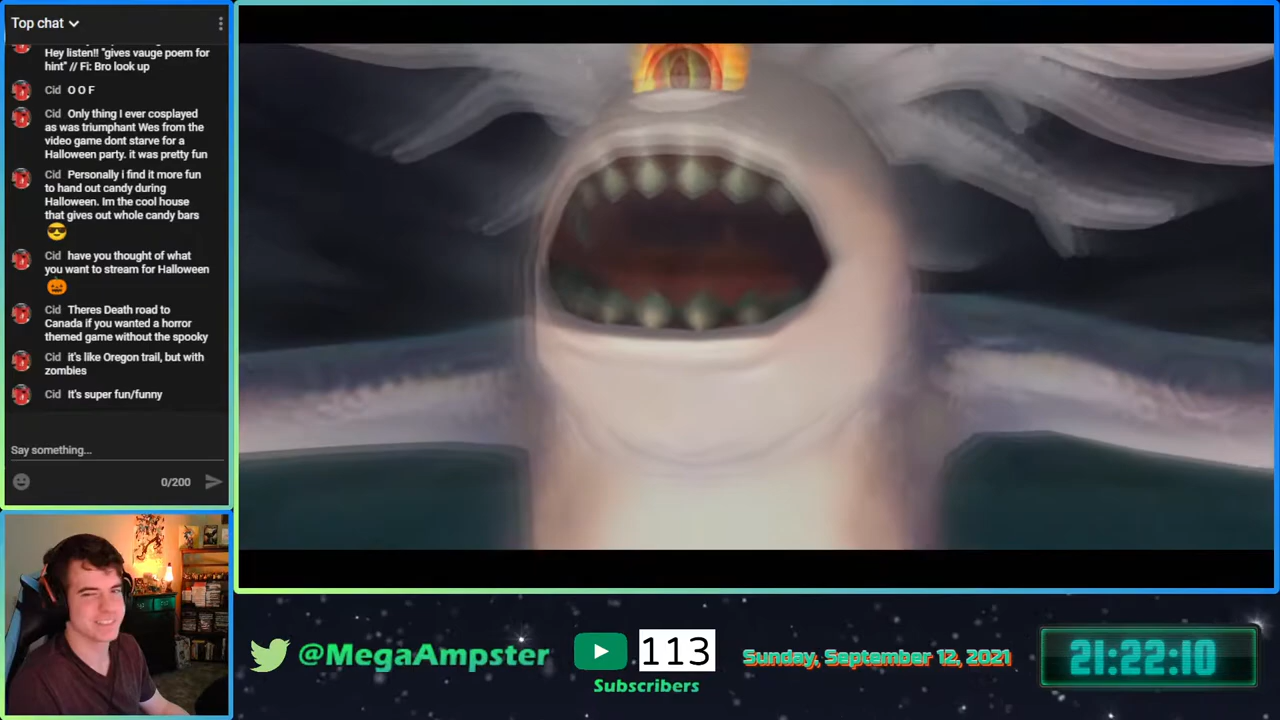 Top chat
Hey listen!! "gives vauge poem for
hint" // Fi: Bro look up
Cid O O F
Cid Only thing I ever cosplayed
as was triumphant Wes from the
video game dont starve for a
Halloween party. it was pretty fun
Cid Personally i find it more fun
to hand out candy during
Halloween. Im the cool house
that gives out whole candy bars
Cid have you thought of what
you want to stream for Halloween
Cid Theres Death road to
Canada if you wanted a horror
themed game without the spooky
Cid it's like Oregon trail, but with
zombies
Cid It's super fun/funny
Say something...
0/200
@MegaAmpster
113
Subscribers
Sunday, September 12, 2021
21:22:10